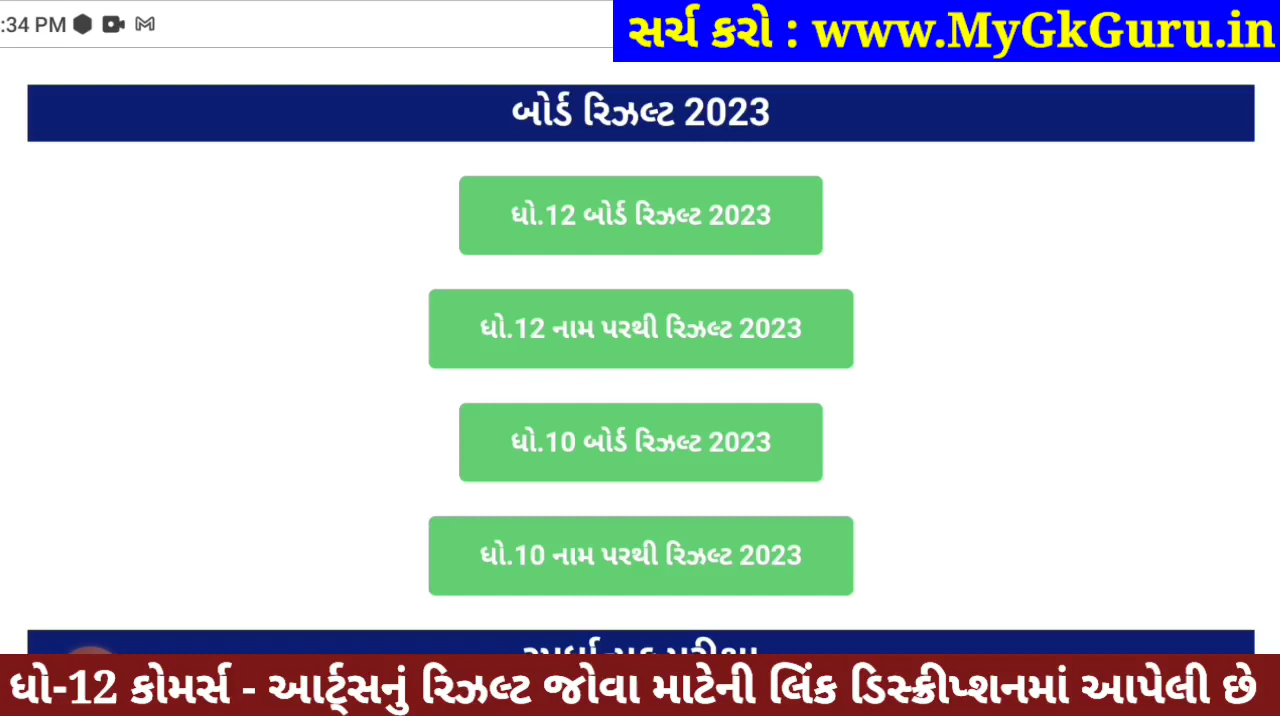 :34 PM
સર્ચ કરો : www.MyGkGuru.in
બોર્ડ રિઝલ્ટ 2023
ધો.12 બોર્ડ રિઝલ્ટ 2023
ધો.12 નામ પરથી રિઝલ્ટ 2023
ધો.10 બોર્ડ રિઝલ્ટ 2023
ધો.10 નામ પરથી રિઝલ્ટ 2023
ધો-12 કોમર્સ - આર્ટ્સનું રિઝલ્ટ જોવા માટેની લિંક ડિસ્ક્રીપ્શનમાં આપેલી છે